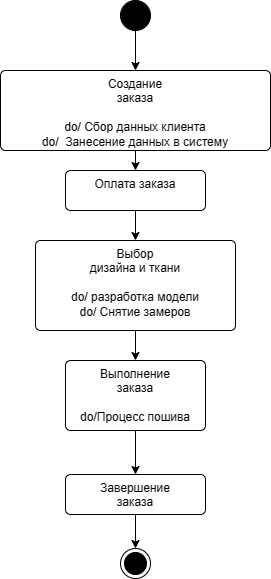 Создание
заказа
do/ Сбор данных клиента
do/ Занесение данных в систему
Оплата заказа
Выбор
дизайна и ткани
do/ разработка модели
do/ Снятие замеров
Выполнение
заказа
do/Процесс пошива
Завершение
заказа